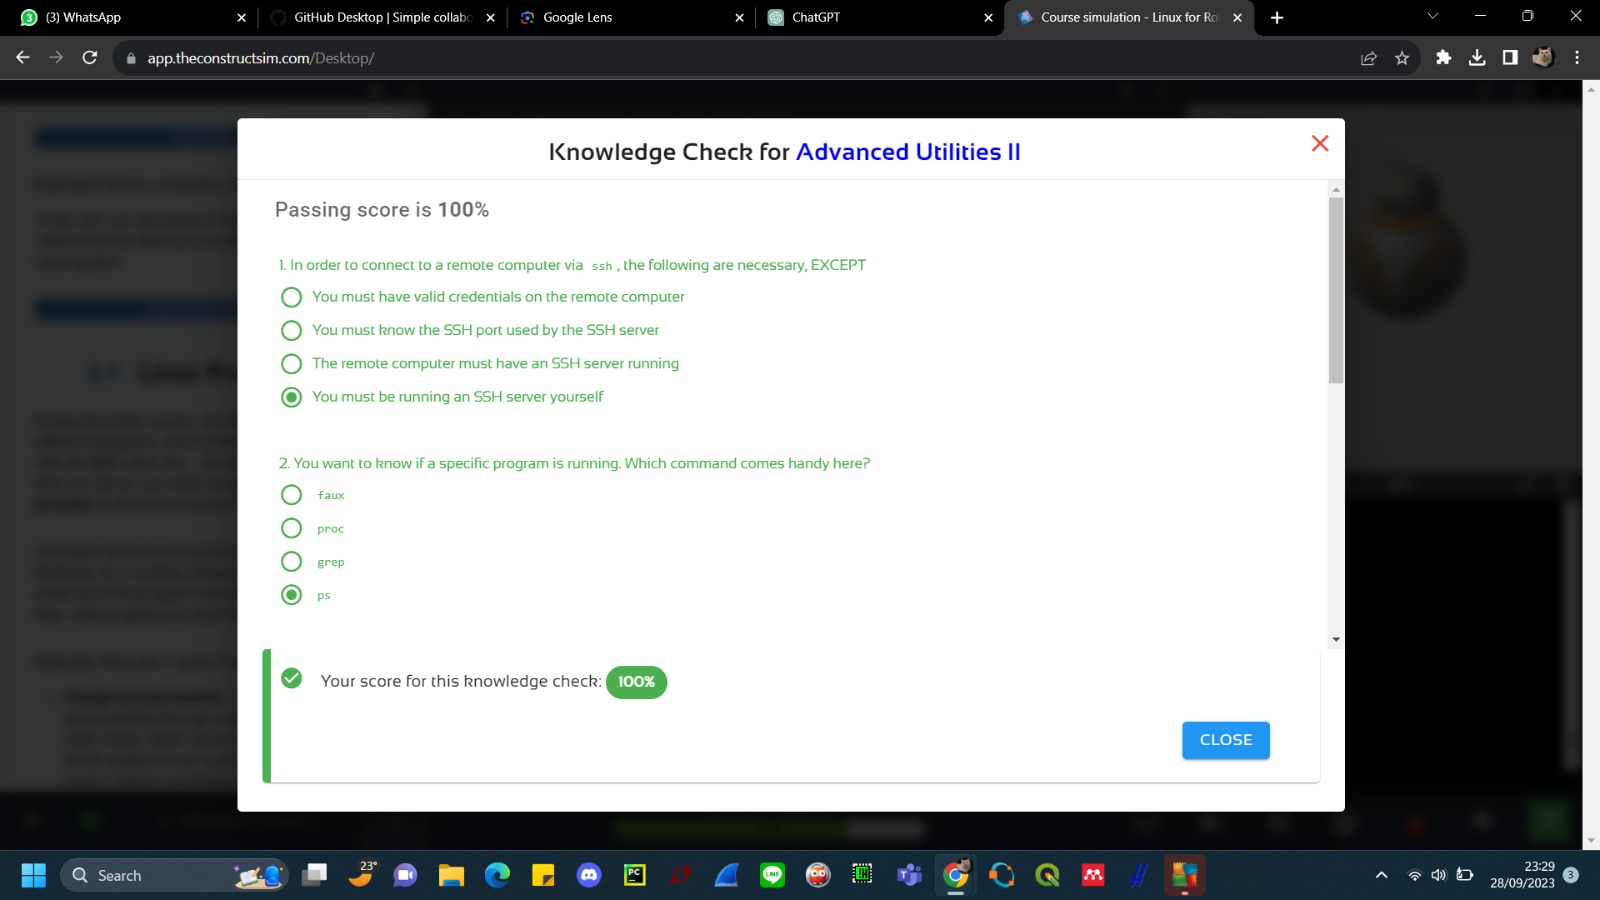 (3) WhatsApp
GitHub Desktop | Simple collabo
Google Lens
ChatGPT
Course simulation - Linux for Ro
app.theconstructsim.com/Desktop/
Knowledge Check for Advanced Utilities II
Passing score is 100%
1. In order to connect to a remote computer via ssh , the following are necessary, EXCEPT
You must have valid credentials on the remote computer
You must know the SSH port used by the SSH server
The remote computer must have an SSH server running
You must be running an SSH server yourself
2. You want to know if a specific program is running. Which command comes handy here?
faux
proc
grep
ps
Your score for this knowledge check: 100%
CLOSE
Search
23°
23:29
28/09/2023
3